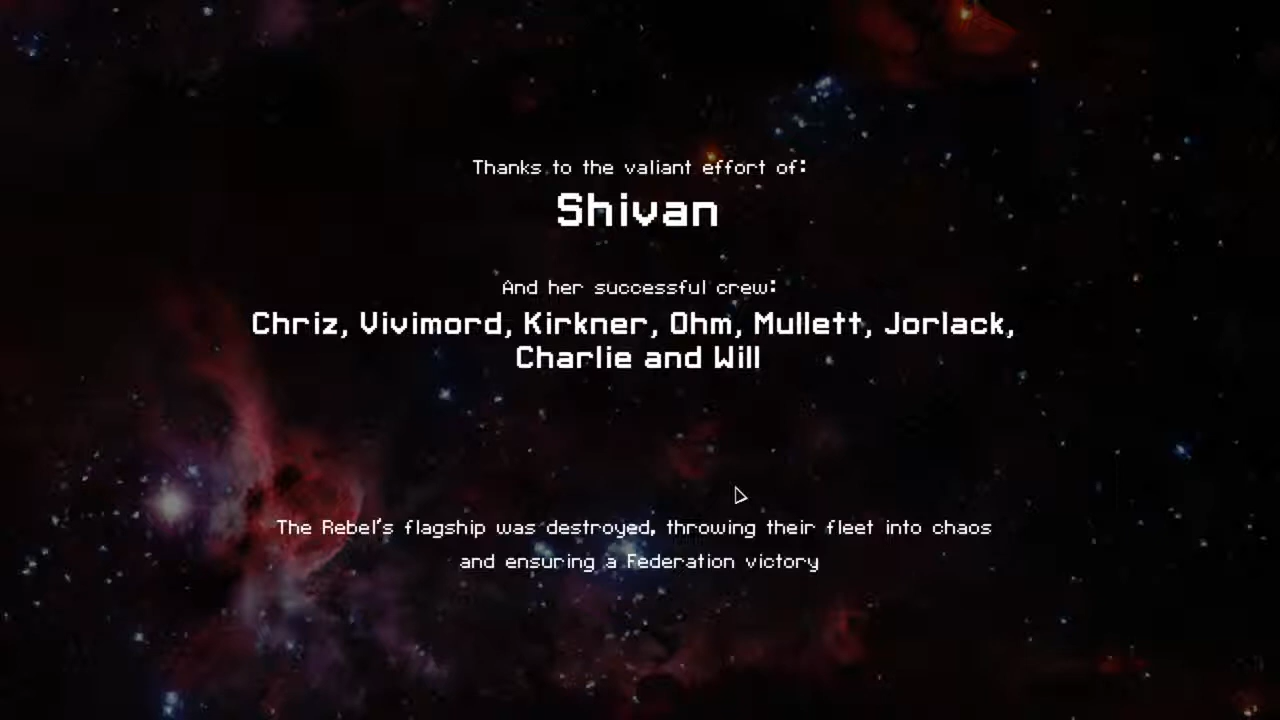 Thanks to the valiant effort of:
Shivan
And her successful crew:
Chriz, Vivimord, Kirkner, Ohm, Mullett, Jorlack,
Charlie and Will
The Rebel's flagship was destroyed, throwing their fleet into chaos
and ensuring a Federation victory